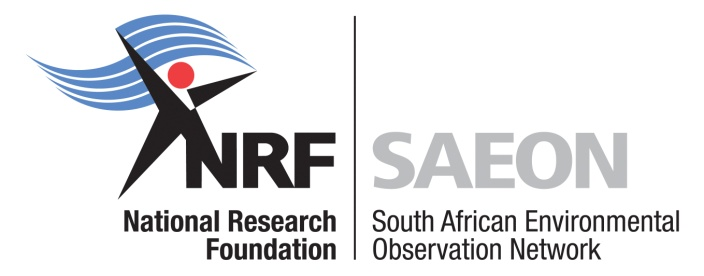 NRF
National Research
Foundation
SAEON
South African Environmental
Observation Network